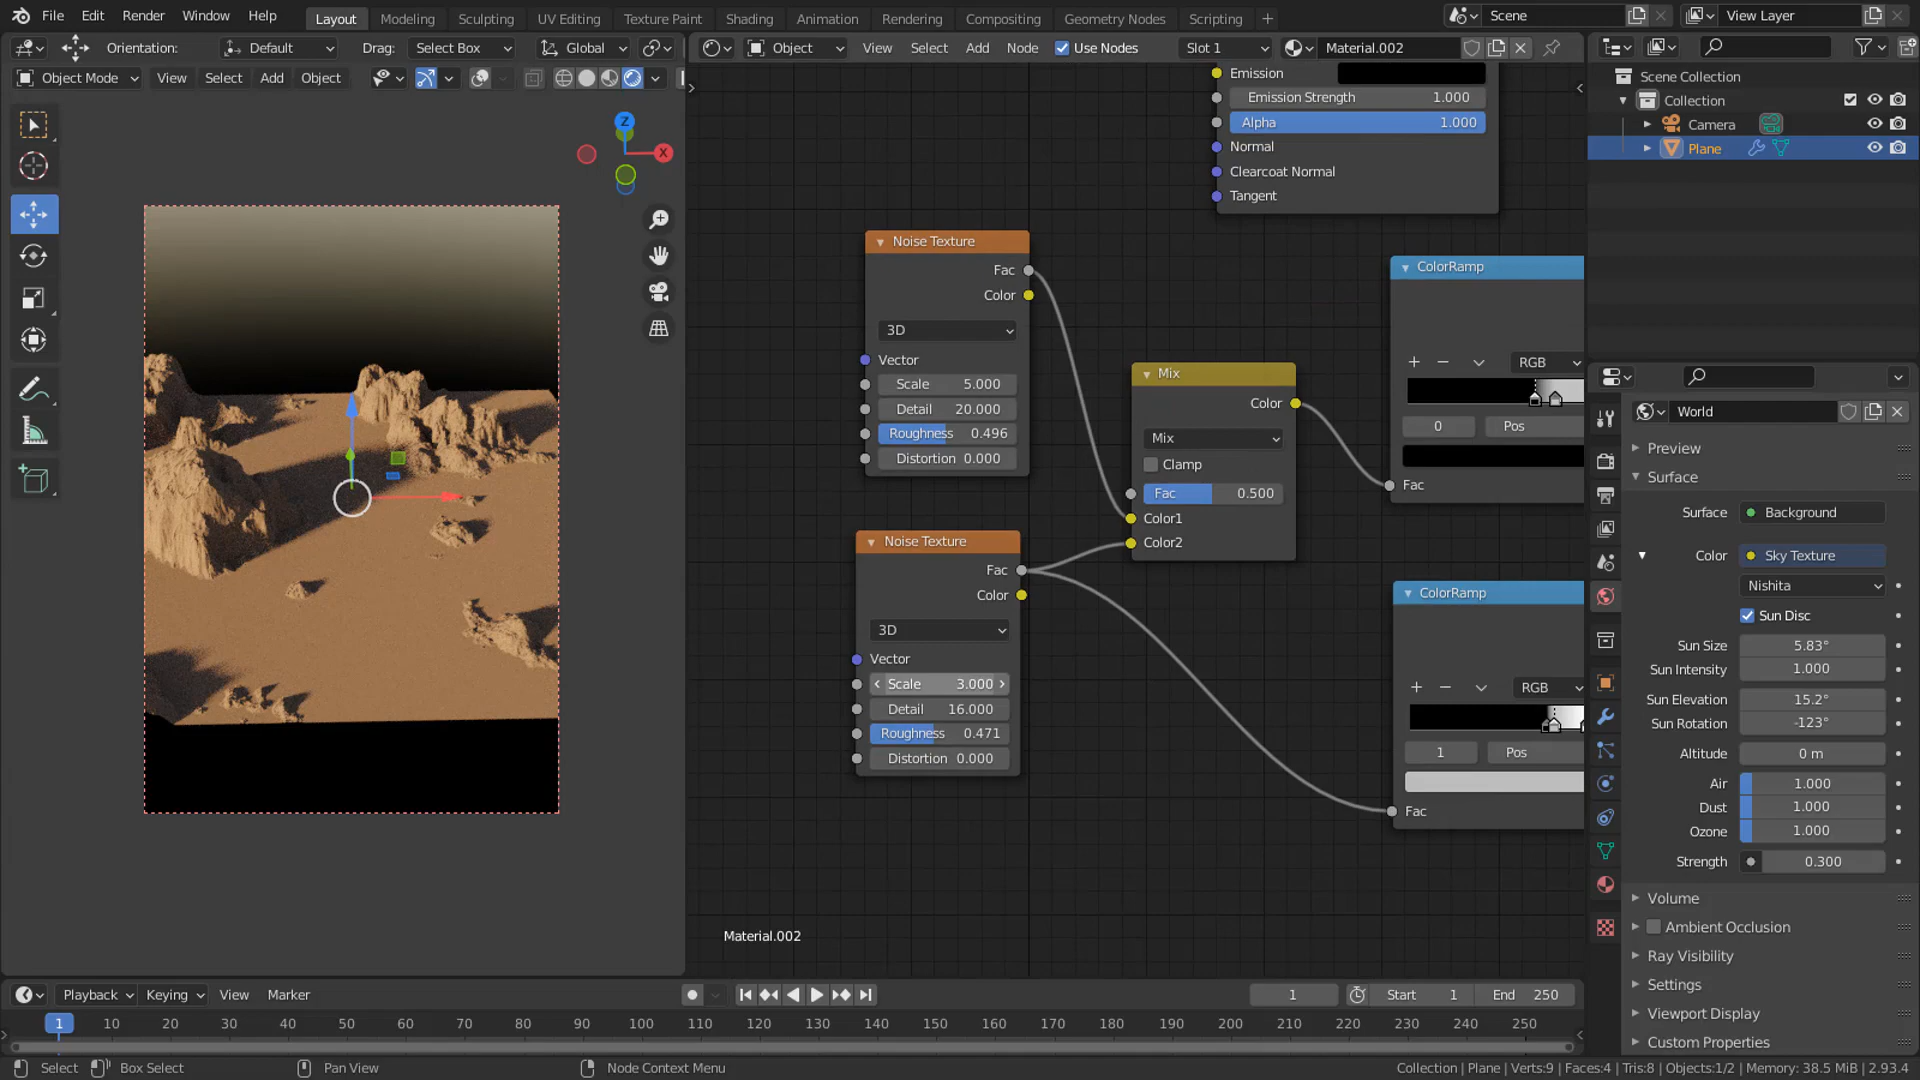 File Edit Render Window Help Layout Modeling Sculpting UV Editing Texture Paint Shading Animation Rendering Compositing Geometry Nodes Scripting + Scene View Layer
Orientation: Default Drag: Select Box Global Object View Select Add Node Use Nodes Slot 1 Material.002
Object Mode View Select Add Object
Z
X
Emission
Emission Strength 1.000
Alpha 1.000
Normal
Clearcoat Normal
Tangent
Noise Texture
Fac
Color
3D
Vector
Scale 5.000
Detail 20.000
Roughness 0.496
Distortion 0.000
Noise Texture
Fac
Color
3D
Vector
Scale 3.000
Detail 16.000
Roughness 0.471
Distortion 0.000
Mix
Color
Mix
Clamp
Fac 0.500
Color1
Color2
ColorRamp
+ − RGB
0 Pos
Fac
ColorRamp
+ − RGB
1 Pos
Fac
Material.002
Scene Collection
Collection
Camera
Plane
World
Preview
Surface
Surface Background
Color Sky Texture
Nishita
Sun Disc
Sun Size 5.83°
Sun Intensity 1.000
Sun Elevation 15.2°
Sun Rotation -123°
Altitude 0 m
Air 1.000
Dust 1.000
Ozone 1.000
Strength 0.300
Volume
Ambient Occlusion
Ray Visibility
Settings
Viewport Display
Custom Properties
Playback Keying View Marker 1 Start 1 End 250
1 10 20 30 40 50 60 70 80 90 100 110 120 130 140 150 160 170 180 190 200 210 220 230 240 250
Select Box Select Pan View Node Context Menu Collection | Plane | Verts:9 | Faces:4 | Tris:8 | Objects:1/2 | Memory: 38.5 MiB | 2.93.4